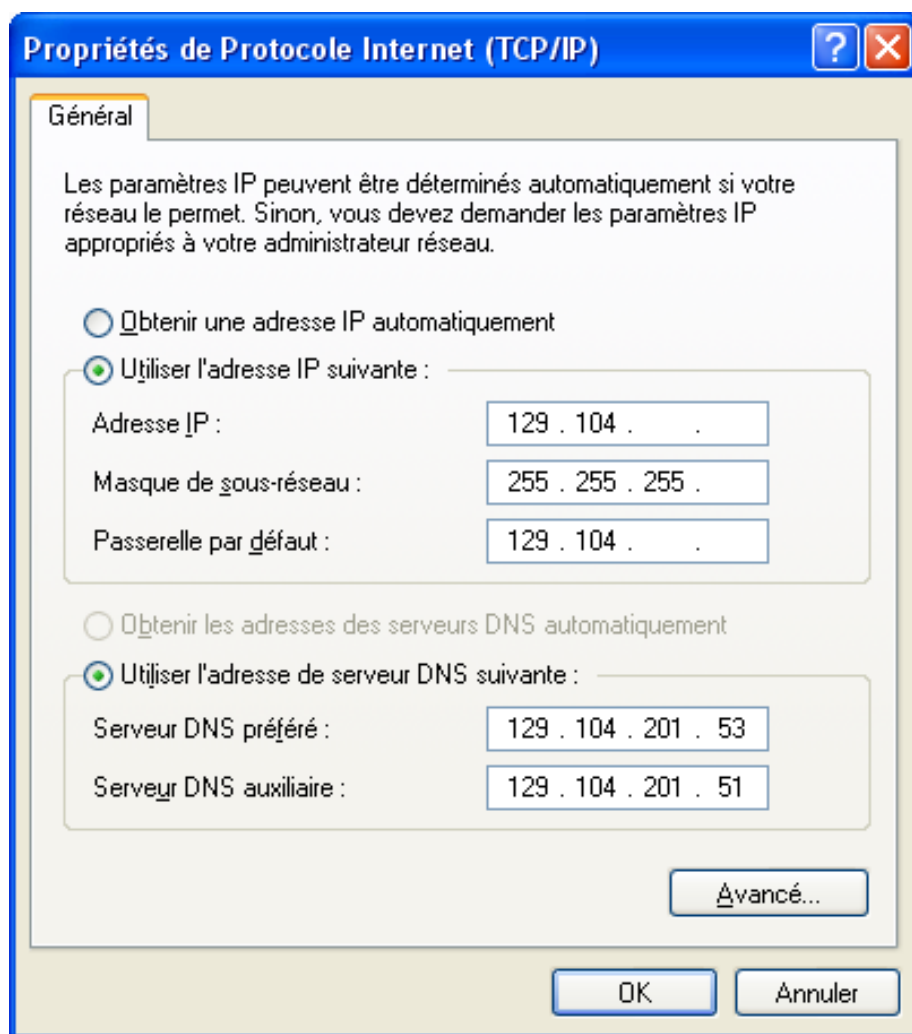 Propriétés de Protocole Internet (TCP/IP)
Général
Les paramètres IP peuvent être déterminés automatiquement si votre
réseau le permet. Sinon, vous devez demander les paramètres IP
appropriés à votre administrateur réseau.
Obtenir une adresse IP automatiquement
Utiliser l'adresse IP suivante :
Adresse IP : 129 . 104 . .
Masque de sous-réseau : 255 . 255 . 255 .
Passerelle par défaut : 129 . 104 . .
Obtenir les adresses des serveurs DNS automatiquement
Utiliser l'adresse de serveur DNS suivante :
Serveur DNS préféré : 129 . 104 . 201 . 53
Serveur DNS auxiliaire : 129 . 104 . 201 . 51
Avancé...
OK Annuler